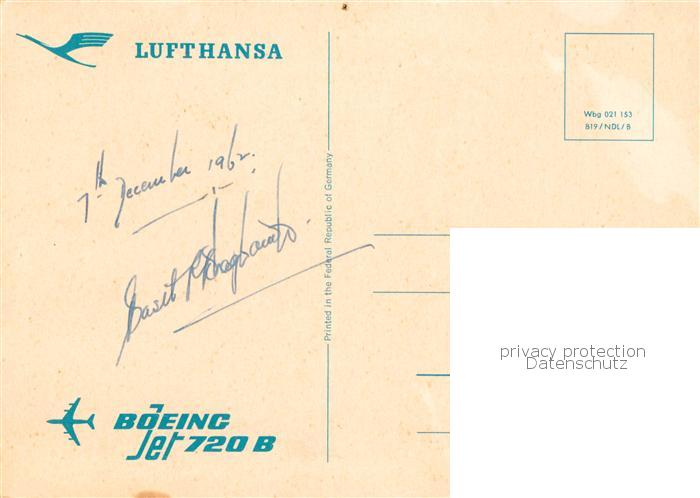 LUFTHANSA
Wbg 021 153
819/NDL/B
7th December 1962.
Printed in the Federal Republic of Germany
privacy protection
Datenschutz
BOEING
Jet 720 B